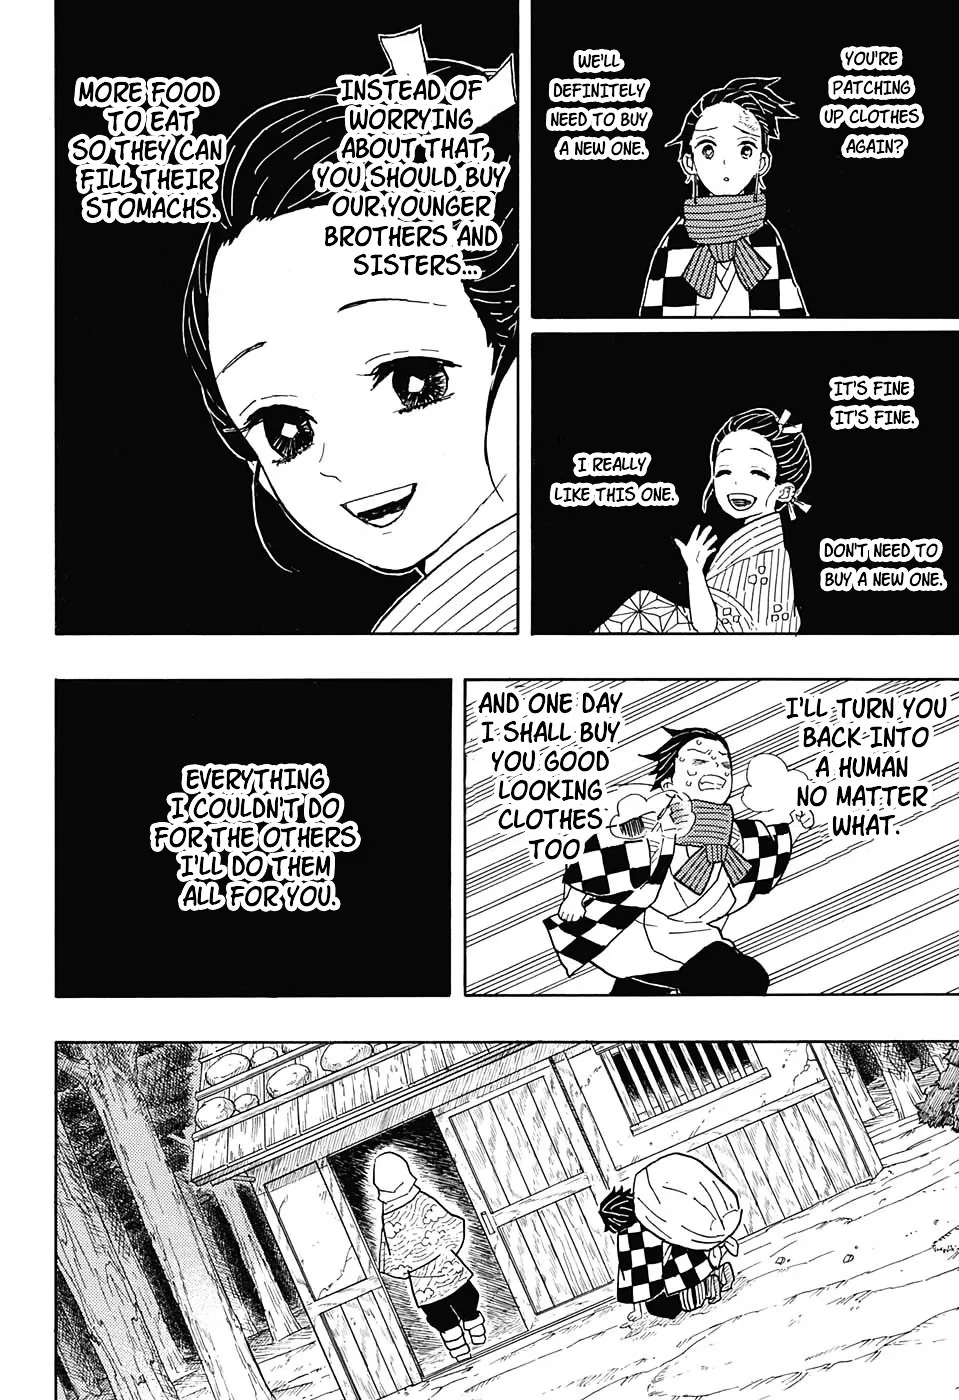 YOU'RE
PATCHING
UP CLOTHES
AGAIN?
WE'LL
DEFINITELY
NEED TO BUY
A NEW ONE.
IT'S FINE
IT'S FINE.
I REALLY
LIKE THIS ONE.
DON'T NEED TO
BUY A NEW ONE.
INSTEAD OF
WORRYING
ABOUT THAT,
YOU SHOULD BUY
OUR YOUNGER
BROTHERS AND
SISTERS...
MORE FOOD
TO EAT
SO THEY CAN
FILL THEIR
STOMACHS.
I'LL TURN YOU
BACK INTO
A HUMAN
NO MATTER
WHAT.
AND ONE DAY
I SHALL BUY
YOU GOOD
LOOKING
CLOTHES
TOO
EVERYTHING
I COULDN'T DO
FOR THE OTHERS
I'LL DO THEM
ALL FOR YOU.